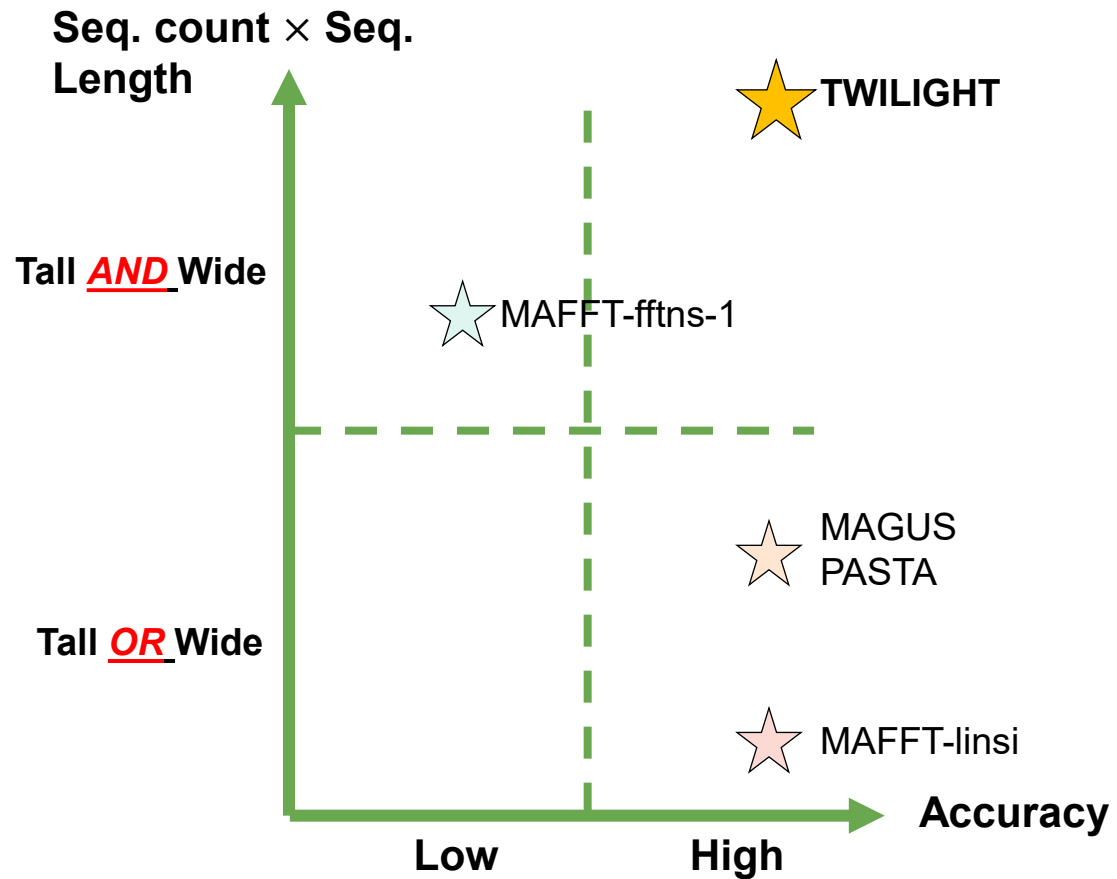 Seq. count × Seq.
Length
TWILIGHT
Tall AND Wide
MAFFT-fftns-1
MAGUS
PASTA
Tall OR Wide
MAFFT-linsi
Accuracy
Low
High